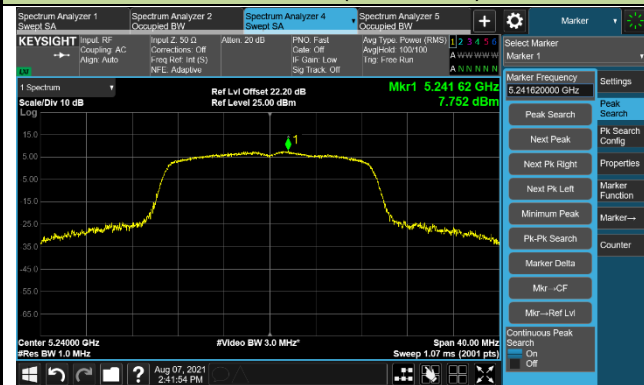 Spectrum Analyzer 1
Swept SA
Spectrum Analyzer 2
Occupied BW
Spectrum Analyzer 4
Swept SA
Spectrum Analyzer 5
Occupied BW
Marker
KEYSIGHT
Input: RF
Coupling: AC
Align: Auto
Input Z: 50 Ω
Corrections: Off
Freq Ref: Int (S)
NFE: Adaptive
Atten: 20 dB
PNO: Fast
Gate: Off
IF Gain: Low
Sig Track: Off
Avg Type: Power (RMS)
Avg|Hold: 100/100
Trig: Free Run
1 2 3 4 5 6
A W W W W W
A N N N N N
Select Marker
Marker 1
1 Spectrum
Scale/Div 10 dB
Log
Ref Lvl Offset 22.20 dB
Ref Level 25.00 dBm
Mkr1 5.241 62 GHz
7.752 dBm
Marker Frequency
5.241620000 GHz
Peak Search
Next Peak
Next Pk Right
Next Pk Left
Minimum Peak
Pk-Pk Search
Marker Delta
Mkr→CF
Mkr→Ref Lvl
Continuous Peak
Search
On
Off
Settings
Peak
Search
Pk Search
Config
Properties
Marker
Function
Marker→
Counter
15.0
5.00
-5.00
-15.0
-25.0
-35.0
-45.0
-55.0
-65.0
1
Center 5.24000 GHz
#Res BW 1.0 MHz
#Video BW 3.0 MHz*
Span 40.00 MHz
Sweep 1.07 ms (2001 pts)
Aug 07, 2021
2:41:54 PM